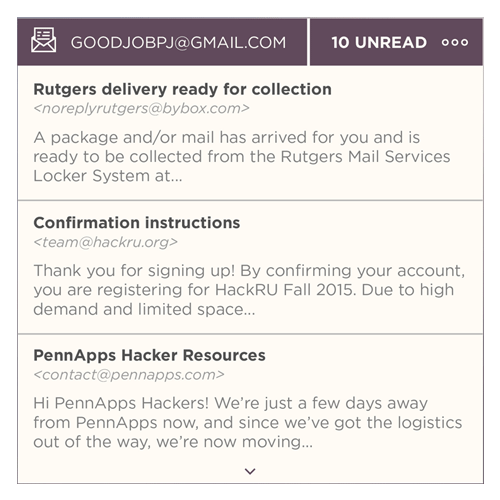 GOODJOBPJ@GMAIL.COM 10 UNREAD
Rutgers delivery ready for collection
<noreplyrutgers@bybox.com>
A package and/or mail has arrived for you and is
ready to be collected from the Rutgers Mail Services
Locker System at...
Confirmation instructions
<team@hackru.org>
Thank you for signing up! By confirming your account,
you are registering for HackRU Fall 2015. Due to high
demand and limited space...
PennApps Hacker Resources
<contact@pennapps.com>
Hi PennApps Hackers! We’re just a few days away
from PennApps now, and since we’ve got the logistics
out of the way, we’re now moving...